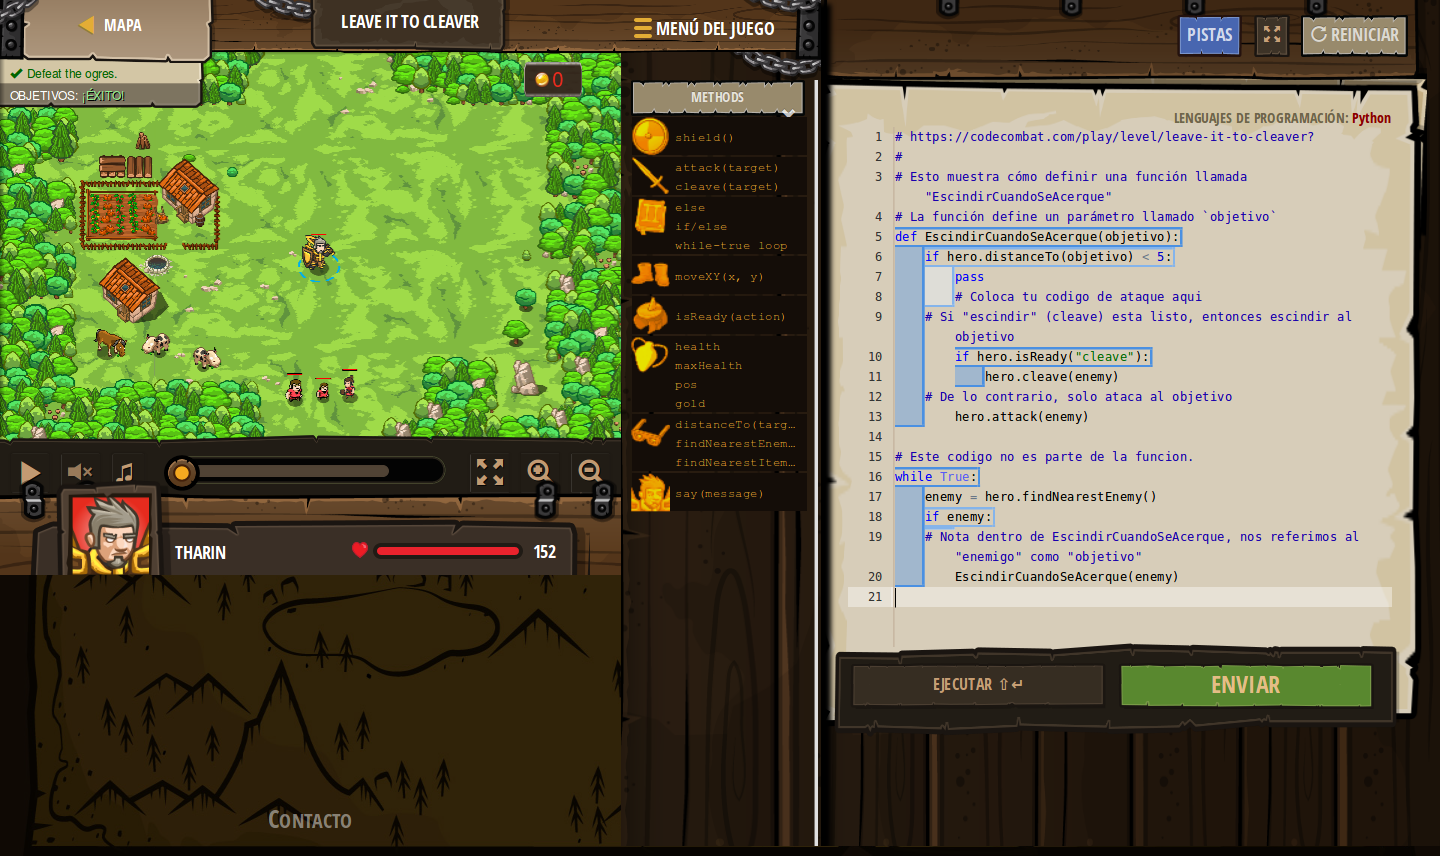 MAPA
LEAVE IT TO CLEAVER
MENÚ DEL JUEGO
PISTAS
REINICIAR
Defeat the ogres.
OBJETIVOS: ¡ÉXITO!
0
METHODS
shield()
attack(target)
cleave(target)
else
if/else
while-true loop
moveXY(x, y)
isReady(action)
health
maxHealth
pos
gold
distanceTo(targ…
findNearestEnem…
findNearestItem…
say(message)
THARIN
152
CONTACTO
LENGUAJES DE PROGRAMACIÓN: Python
1 # https://codecombat.com/play/level/leave-it-to-cleaver?
2 #
3 # Esto muestra cómo definir una función llamada
"EscindirCuandoSeAcerque"
4 # La función define un parámetro llamado `objetivo`
5 def EscindirCuandoSeAcerque(objetivo):
6 if hero.distanceTo(objetivo) < 5:
7 pass
8 # Coloca tu codigo de ataque aqui
9 # Si "escindir" (cleave) esta listo, entonces escindir al
objetivo
10 if hero.isReady("cleave"):
11 hero.cleave(enemy)
12 # De lo contrario, solo ataca al objetivo
13 hero.attack(enemy)
14
15 # Este codigo no es parte de la funcion.
16 while True:
17 enemy = hero.findNearestEnemy()
18 if enemy:
19 # Nota dentro de EscindirCuandoSeAcerque, nos referimos al
"enemigo" como "objetivo"
20 EscindirCuandoSeAcerque(enemy)
21
EJECUTAR ⇧↵
ENVIAR